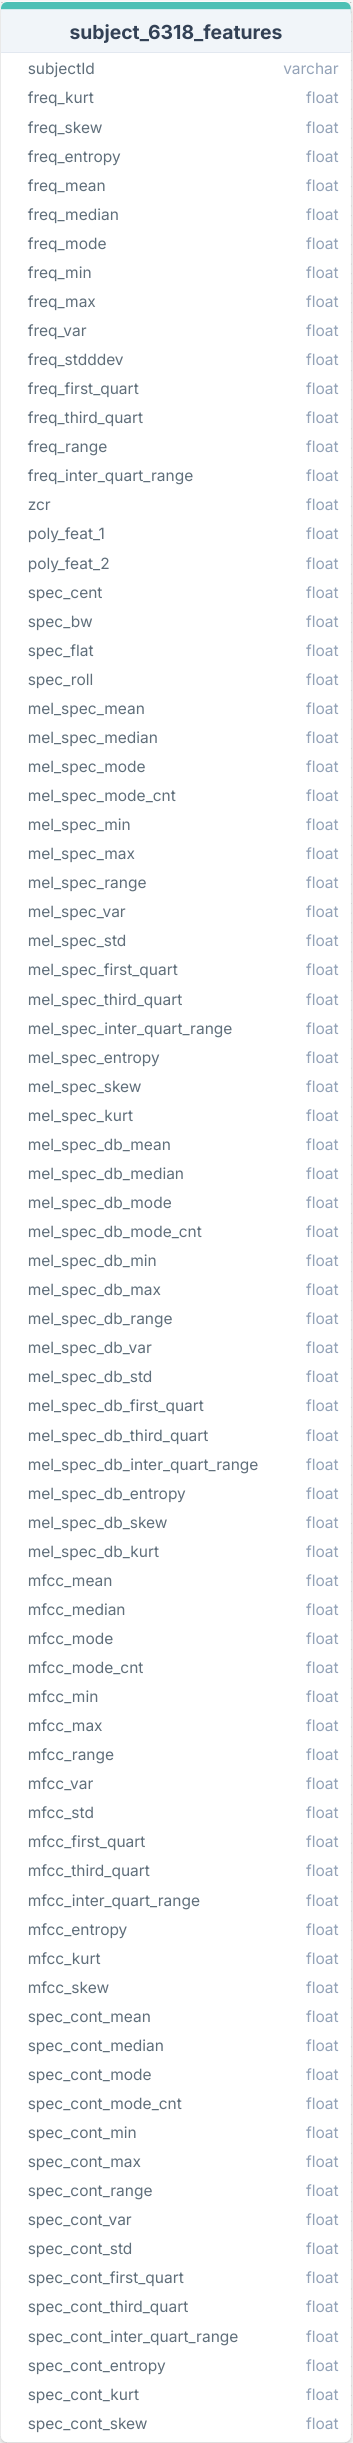 subject_6318_features
subjectId varchar
freq_kurt float
freq_skew float
freq_entropy float
freq_mean float
freq_median float
freq_mode float
freq_min float
freq_max float
freq_var float
freq_stdddev float
freq_first_quart float
freq_third_quart float
freq_range float
freq_inter_quart_range float
zcr float
poly_feat_1 float
poly_feat_2 float
spec_cent float
spec_bw float
spec_flat float
spec_roll float
mel_spec_mean float
mel_spec_median float
mel_spec_mode float
mel_spec_mode_cnt float
mel_spec_min float
mel_spec_max float
mel_spec_range float
mel_spec_var float
mel_spec_std float
mel_spec_first_quart float
mel_spec_third_quart float
mel_spec_inter_quart_range float
mel_spec_entropy float
mel_spec_skew float
mel_spec_kurt float
mel_spec_db_mean float
mel_spec_db_median float
mel_spec_db_mode float
mel_spec_db_mode_cnt float
mel_spec_db_min float
mel_spec_db_max float
mel_spec_db_range float
mel_spec_db_var float
mel_spec_db_std float
mel_spec_db_first_quart float
mel_spec_db_third_quart float
mel_spec_db_inter_quart_range float
mel_spec_db_entropy float
mel_spec_db_skew float
mel_spec_db_kurt float
mfcc_mean float
mfcc_median float
mfcc_mode float
mfcc_mode_cnt float
mfcc_min float
mfcc_max float
mfcc_range float
mfcc_var float
mfcc_std float
mfcc_first_quart float
mfcc_third_quart float
mfcc_inter_quart_range float
mfcc_entropy float
mfcc_kurt float
mfcc_skew float
spec_cont_mean float
spec_cont_median float
spec_cont_mode float
spec_cont_mode_cnt float
spec_cont_min float
spec_cont_max float
spec_cont_range float
spec_cont_var float
spec_cont_std float
spec_cont_first_quart float
spec_cont_third_quart float
spec_cont_inter_quart_range float
spec_cont_entropy float
spec_cont_kurt float
spec_cont_skew float